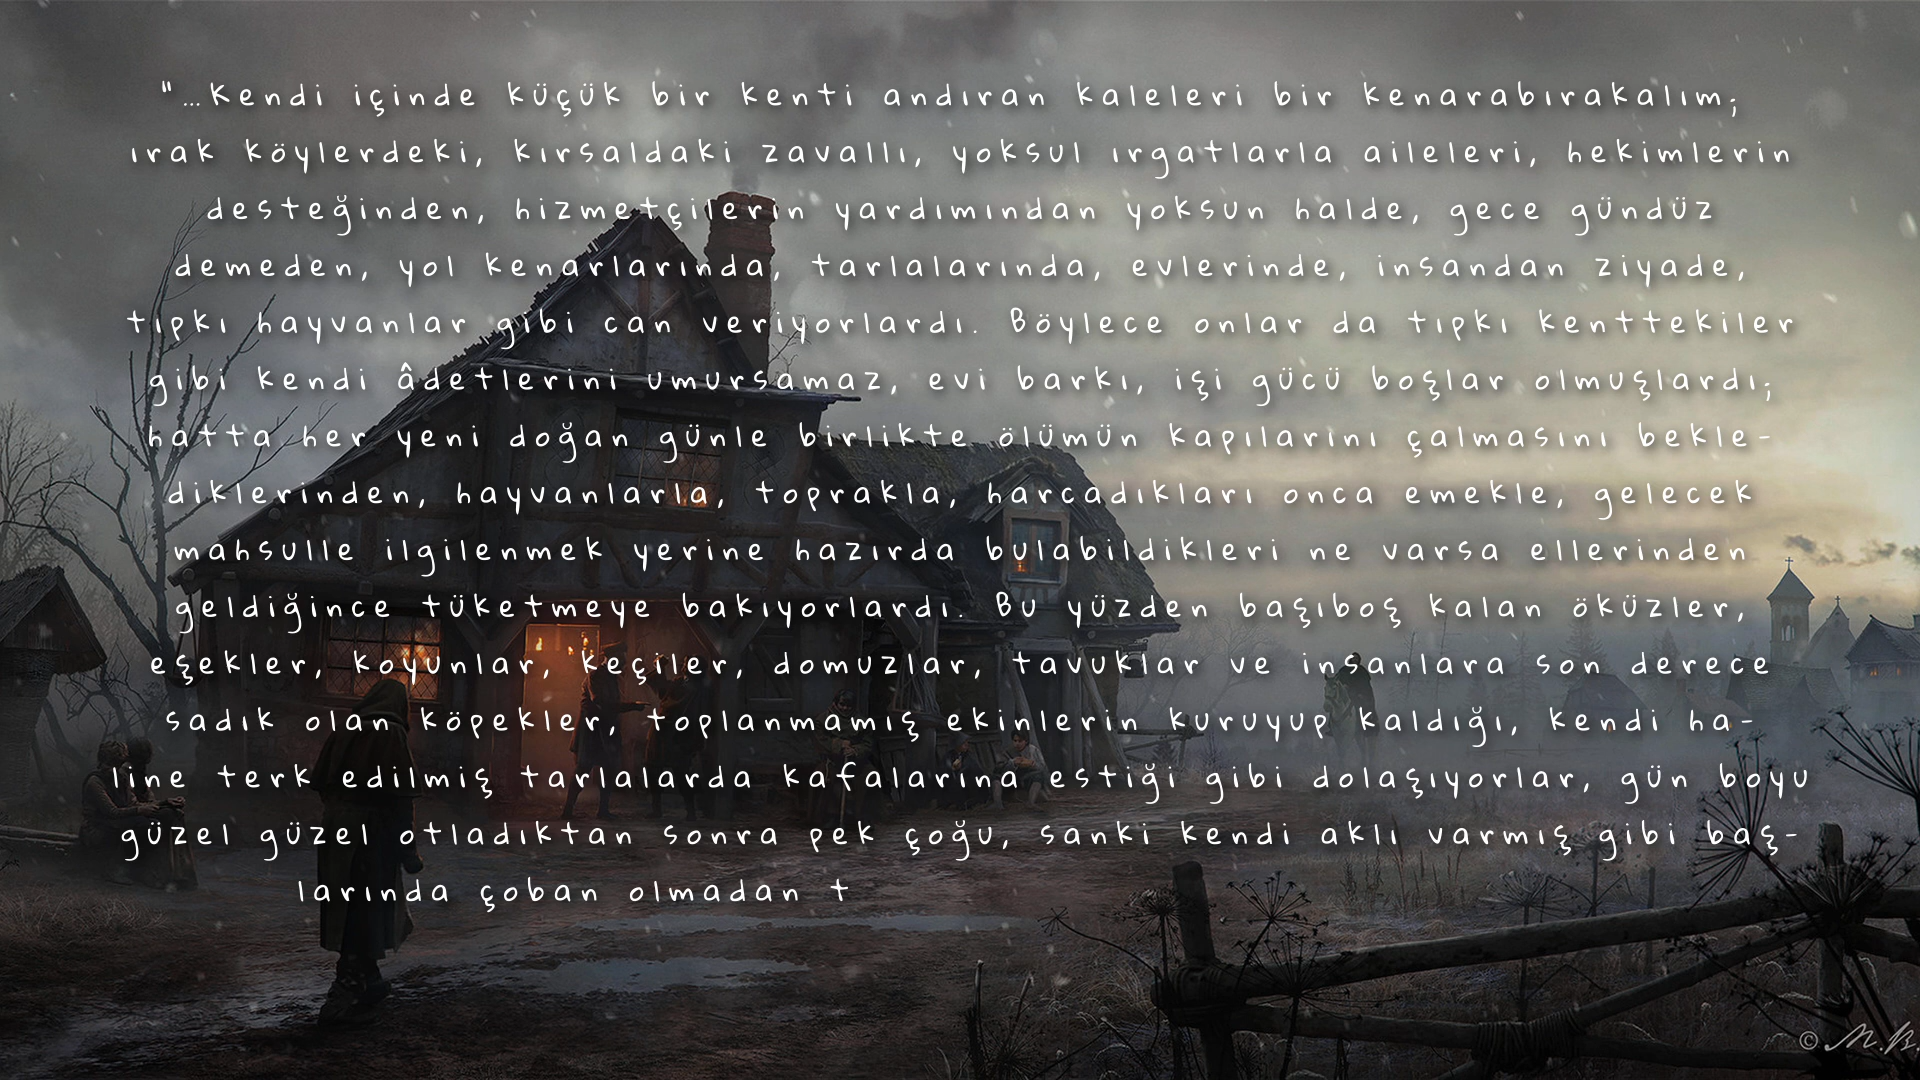 "...Kendi içinde küçük bir kenti andıran kaleleri bir kenarabırakalım;
ırak köylerdeki, kırsaldaki zavallı, yoksul ırgatlarla aileleri, hekimlerin
desteğinden, hizmetçilerin yardımından yoksun halde, gece gündüz
demeden, yol kenarlarında, tarlalarında, evlerinde, insandan ziyade,
tıpkı hayvanlar gibi can veriyorlardı. Böylece onlar da tıpkı kenttekiler
gibi kendi âdetlerini umursamaz, evi barkı, işi gücü boşlar olmuşlardı;
hatta her yeni doğan günle birlikte ölümün kapılarını çalmasını bekle-
diklerinden, hayvanlarla, toprakla, harcadıkları onca emekle, gelecek
mahsulle ilgilenmek yerine hazırda bulabildikleri ne varsa ellerinden
geldiğince tüketmeye bakıyorlardı. Bu yüzden başıboş kalan öküzler,
eşekler, koyunlar, keçiler, domuzlar, tavuklar ve insanlara son derece
sadık olan köpekler, toplanmamış ekinlerin kuruyup kaldığı, kendi ha-
line terk edilmiş tarlalarda kafalarına estiği gibi dolaşıyorlar, gün boyu
güzel güzel otladıktan sonra pek çoğu, sanki kendi aklı varmış gibi baş-
larında çoban olmadan t
© M.B.